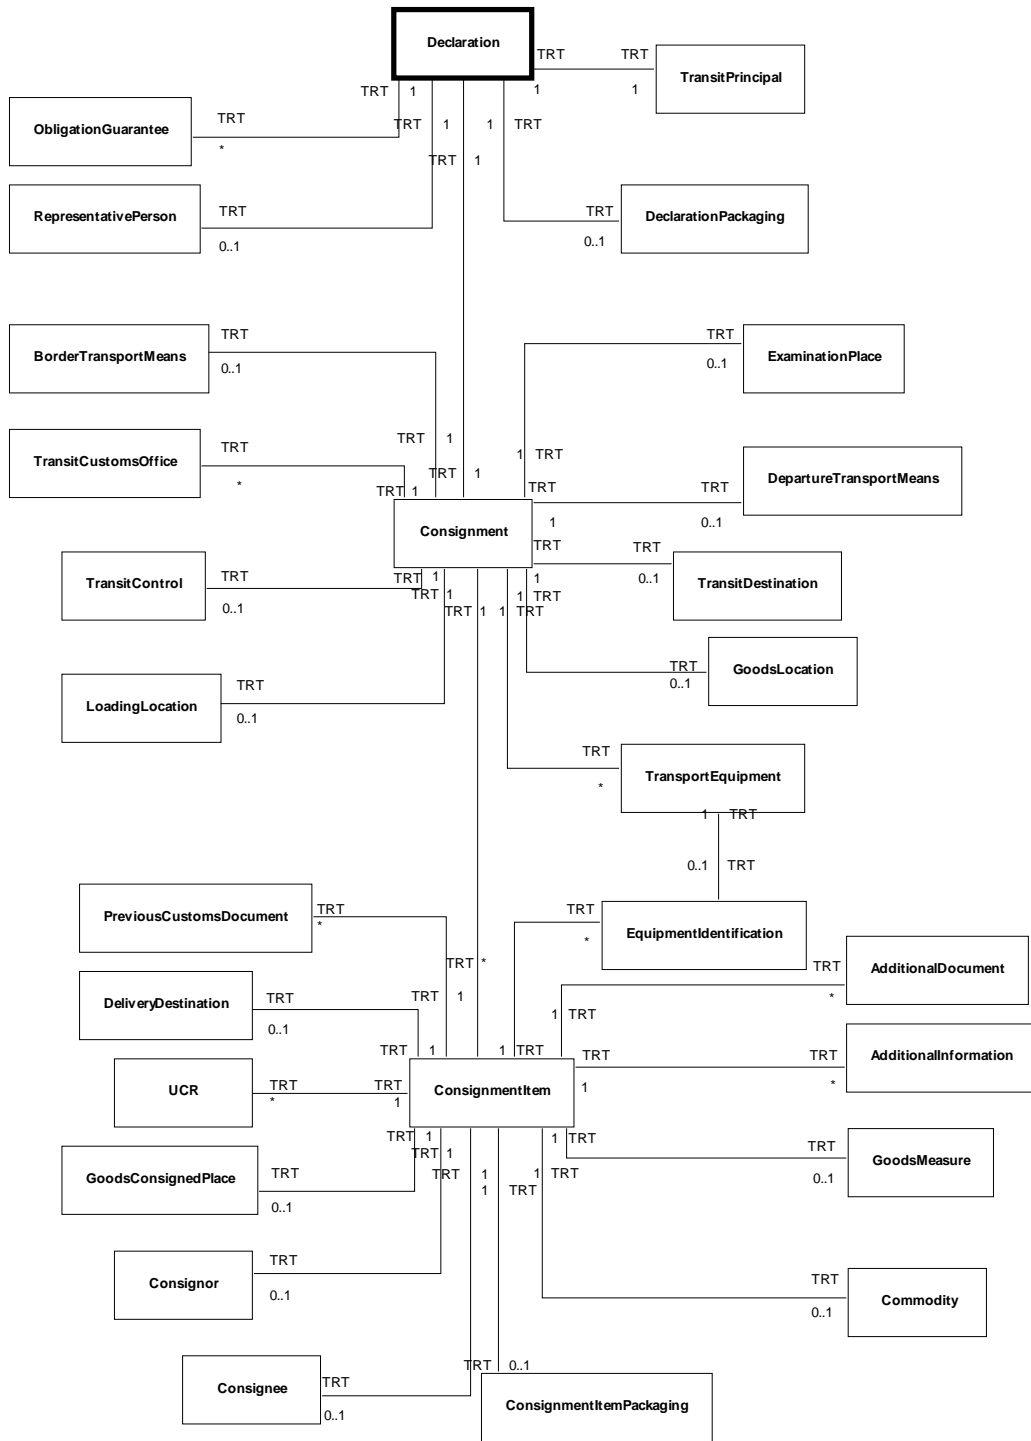 Declaration
TRT TRT
TransitPrincipal
TRT 1 1 1
TRT
ObligationGuarantee
*
TRT 1 1 TRT
TRT 1
RepresentativePerson
TRT
0..1
TRT
DeclarationPackaging
0..1
BorderTransportMeans
TRT
0..1
TRT
ExaminationPlace
0..1
TransitCustomsOffice
TRT
*
TRT 1
1 TRT
TRT 1
TRT 1
TRT
TRT
DepartureTransportMeans
0..1
1
Consignment
TRT
TRT
0..1
TransitDestination
1
TransitControl
TRT
0..1
TRT 1
TRT 1
TRT 1
1 TRT
1 TRT
TRT
GoodsLocation
0..1
LoadingLocation
TRT
0..1
TRT
TransportEquipment
*
1 TRT
0..1 TRT
PreviousCustomsDocument
TRT
*
TRT
EquipmentIdentification
*
TRT *
TRT
AdditionalDocument
*
DeliveryDestination
TRT
0..1
TRT 1
1 TRT
TRT 1
1 TRT
ConsignmentItem
TRT TRT
AdditionalInformation
1 *
UCR
TRT TRT
* 1
TRT 1
TRT 1
TRT 1
1 TRT
1 TRT
1 TRT
TRT
GoodsMeasure
0..1
GoodsConsignedPlace
TRT
0..1
Consignor
TRT
0..1
TRT
Commodity
0..1
Consignee
TRT
0..1
TRT 0..1
ConsignmentItemPackaging